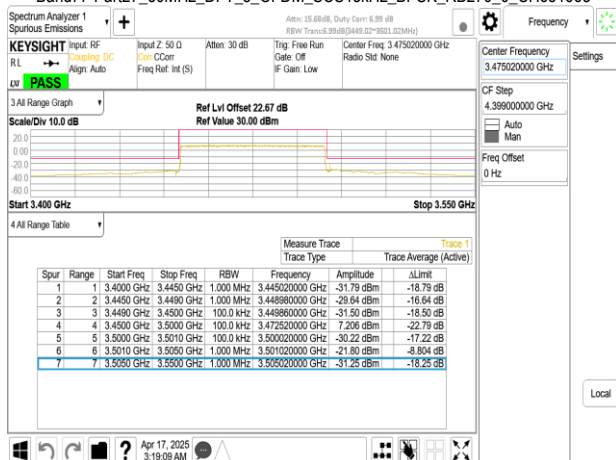 Spectrum Analyzer 1
Spurious Emissions
Attn: 15.68dB, Duty Corr: 6.99 dB
RBW Trans:6.99dB(3449.02~3501.02MHz)
Frequency
KEYSIGHT Input: RF Input Z: 50 Ω Atten: 30 dB Trig: Free Run Center Freq: 3.475020000 GHz
RL Coupling: DC Corr CCorr Gate: Off Radio Std: None
Align: Auto Freq Ref: Int (S) IF Gain: Low
PASS
Center Frequency
3.475020000 GHz
Settings
CF Step
4.399000000 GHz
Auto
Man
Freq Offset
0 Hz
3 All Range Graph
Ref Lvl Offset 22.67 dB
Scale/Div 10.0 dB Ref Value 30.00 dBm
20.0
0.00
-20.0
-40.0
-60.0
Start 3.400 GHz Stop 3.550 GHz
4 All Range Table
Measure Trace Trace 1
Trace Type Trace Average (Active)
Spur Range Start Freq Stop Freq RBW Frequency Amplitude ΔLimit
1 1 3.4000 GHz 3.4450 GHz 1.000 MHz 3.445020000 GHz -31.79 dBm -18.79 dB
2 2 3.4450 GHz 3.4490 GHz 1.000 MHz 3.448980000 GHz -29.64 dBm -16.64 dB
3 3 3.4490 GHz 3.4500 GHz 100.0 kHz 3.449860000 GHz -31.50 dBm -18.50 dB
4 4 3.4500 GHz 3.5000 GHz 100.0 kHz 3.472520000 GHz 7.206 dBm -22.79 dB
5 5 3.5000 GHz 3.5010 GHz 100.0 kHz 3.500020000 GHz -30.22 dBm -17.22 dB
6 6 3.5010 GHz 3.5050 GHz 1.000 MHz 3.501020000 GHz -21.80 dBm -8.804 dB
7 7 3.5050 GHz 3.5500 GHz 1.000 MHz 3.505020000 GHz -31.25 dBm -18.25 dB
Local
Apr 17, 2025
3:19:09 AM